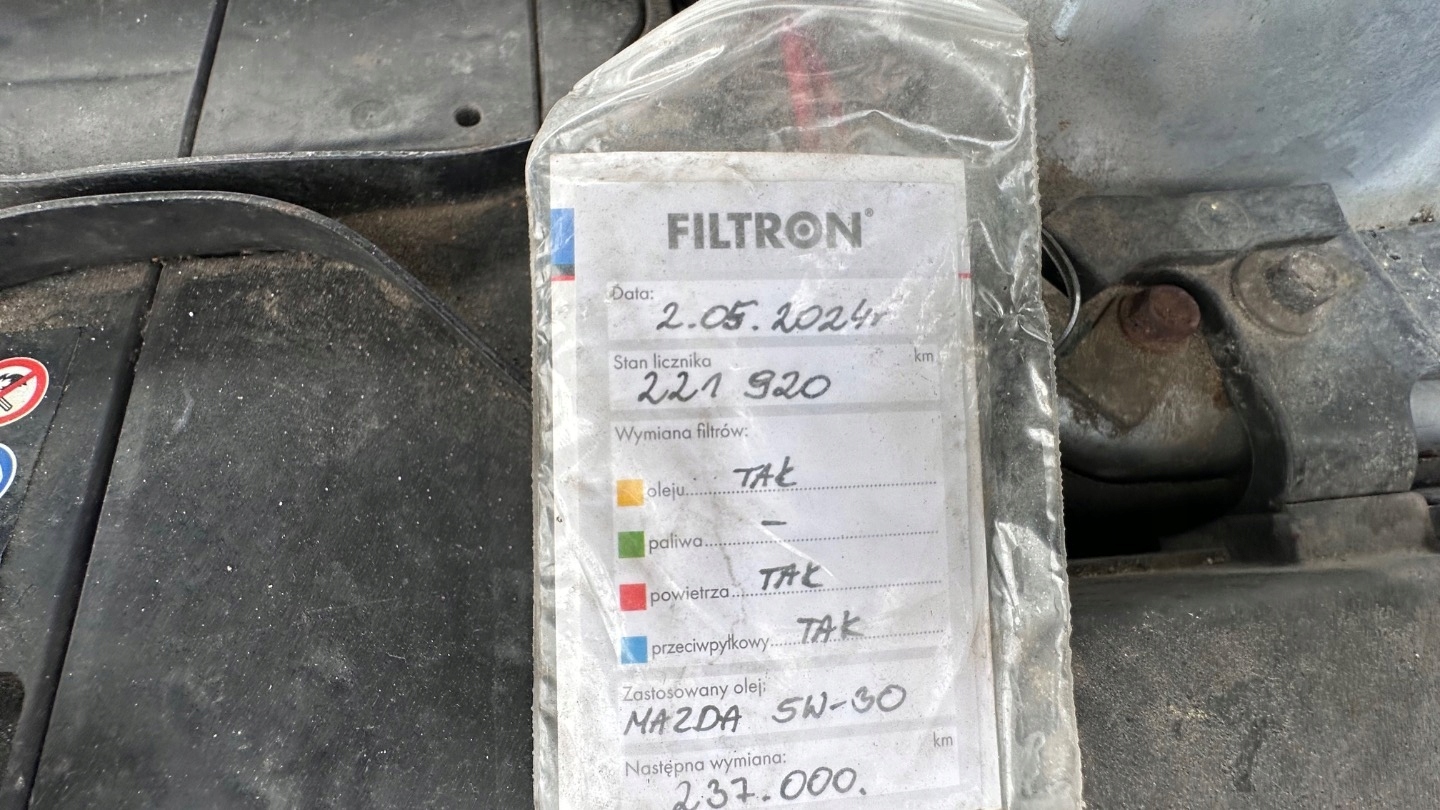 FILTRON®
Data:
2.05.2024r
Stan licznika km
221 920
Wymiana filtrów:
oleju TAK
paliwa –
powietrza TAK
przeciwpyłkowy TAK
Zastosowany olej:
MAZDA 5W-30
km
Następna wymiana:
237.000.